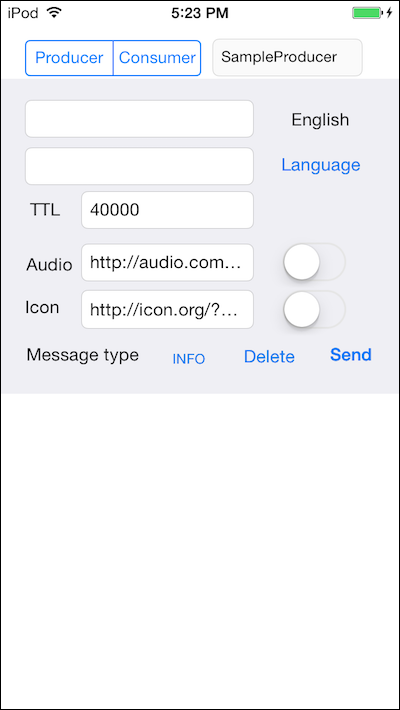 iPod 5:23 PM
Producer Consumer SampleProducer
English
Language
TTL 40000
Audio http://audio.com…
Icon http://icon.org/?…
Message type INFO Delete Send